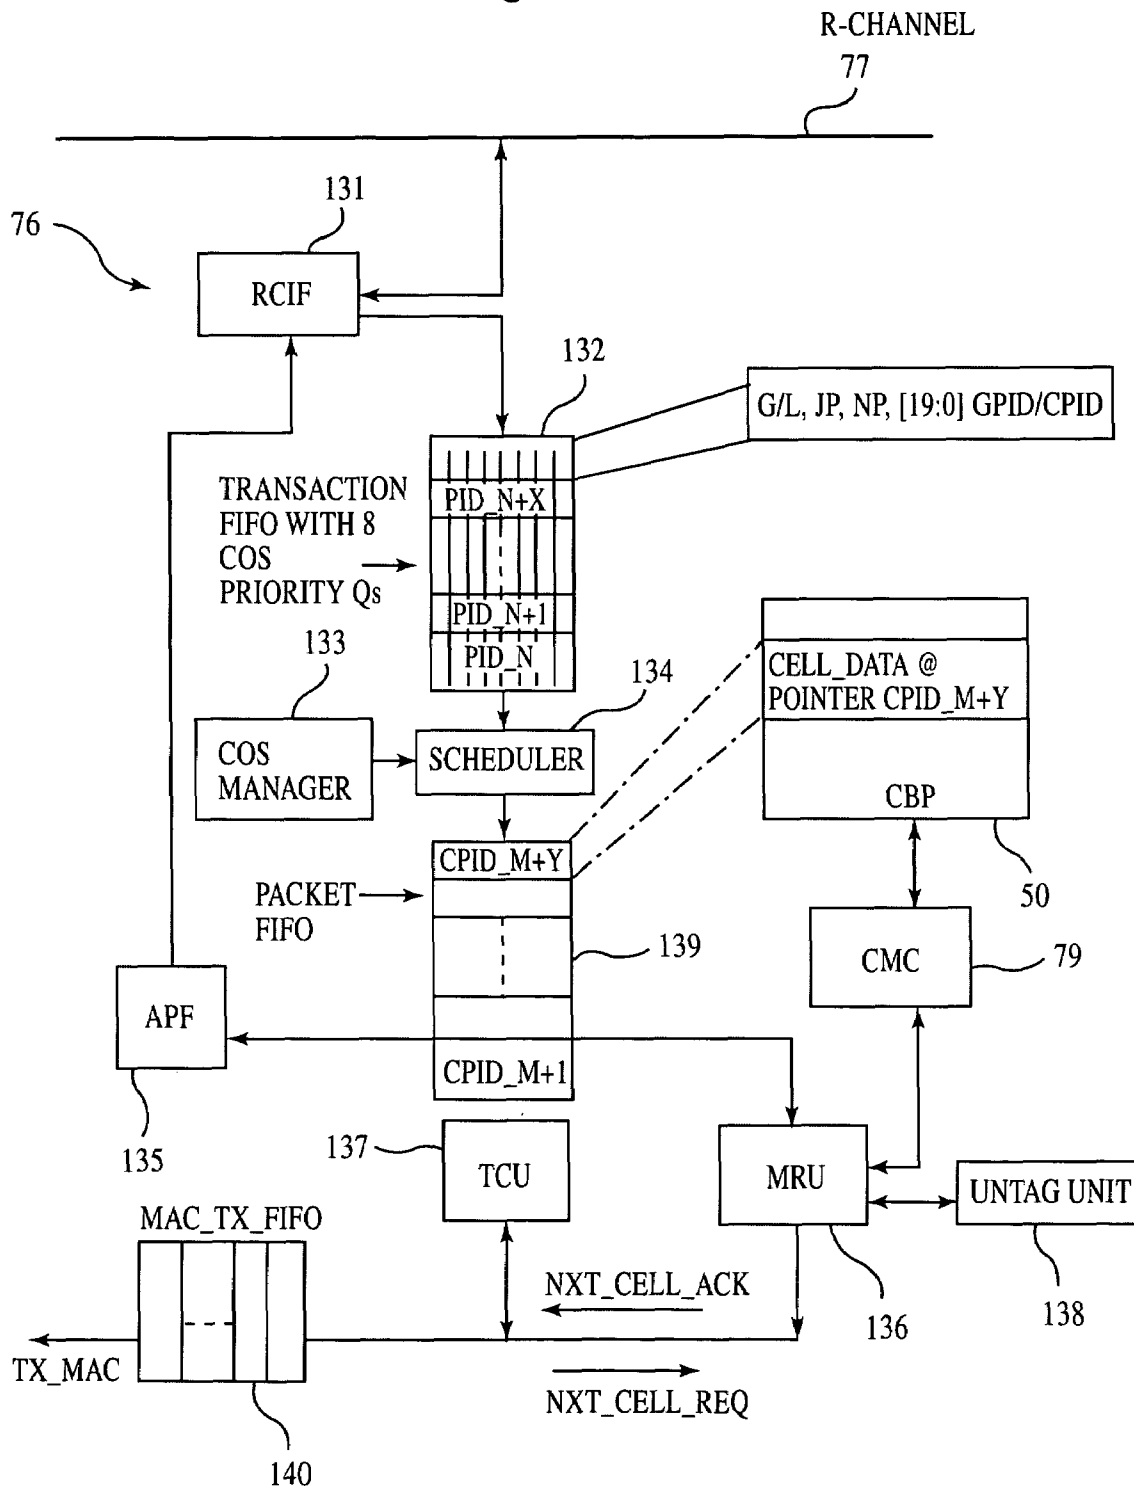 R-CHANNEL
77
131
76
RCIF
132
G/L, JP, NP, [19:0] GPID/CPID
TRANSACTION
FIFO WITH 8
COS
PRIORITY Qs
PID_N+X
PID_N+1
PID_N
133
134
CELL_DATA @
POINTER CPID_M+Y
COS
MANAGER
SCHEDULER
CBP
CPID_M+Y
50
PACKET
FIFO
139
CMC
79
APF
CPID_M+1
135
137
TCU
MRU
UNTAG UNIT
MAC_TX_FIFO
NXT_CELL_ACK
136
138
TX_MAC
NXT_CELL_REQ
140